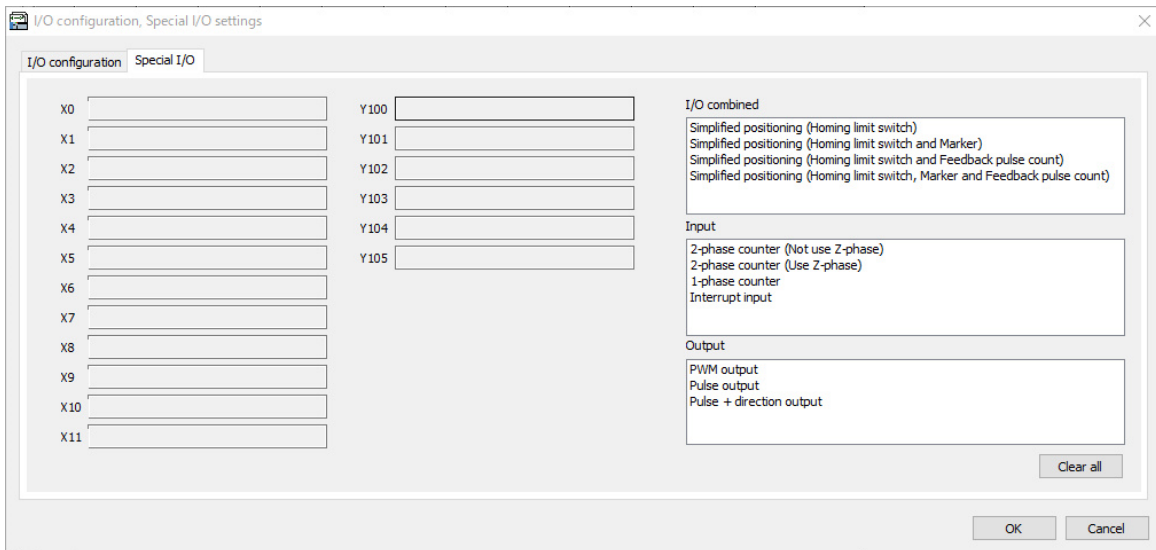 I/O configuration, Special I/O settings
I/O configuration
Special I/O
X0
X1
X2
X3
X4
X5
X6
X7
X8
X9
X10
X11
Y100
Y101
Y102
Y103
Y104
Y105
I/O combined
Simplified positioning (Homing limit switch)
Simplified positioning (Homing limit switch and Marker)
Simplified positioning (Homing limit switch and Feedback pulse count)
Simplified positioning (Homing limit switch, Marker and Feedback pulse count)
Input
2-phase counter (Not use Z-phase)
2-phase counter (Use Z-phase)
1-phase counter
Interrupt input
Output
PWM output
Pulse output
Pulse + direction output
Clear all
OK
Cancel